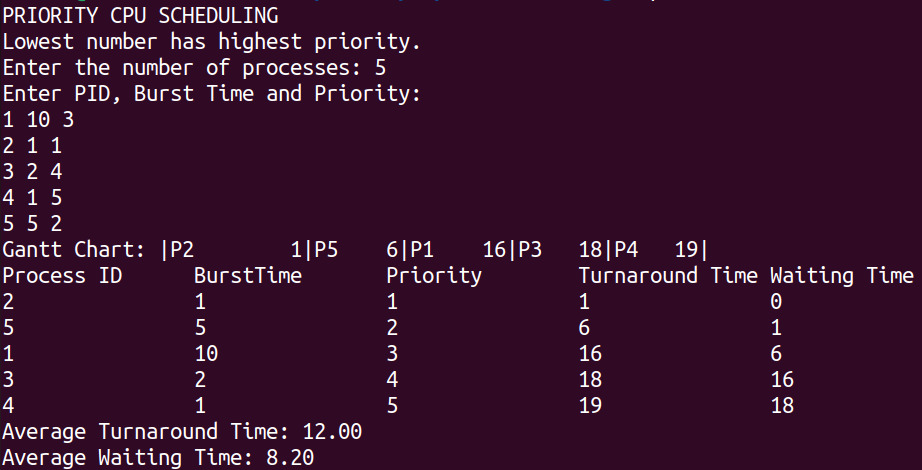 PRIORITY CPU SCHEDULING
Lowest number has highest priority.
Enter the number of processes: 5
Enter PID, Burst Time and Priority:
1 10 3
2 1 1
3 2 4
4 1 5
5 5 2
Gantt Chart: |P2        1|P5    6|P1    16|P3   18|P4   19|
Process ID      BurstTime       Priority        Turnaround Time Waiting Time
2               1               1               1               0
5               5               2               6               1
1               10              3               16              6
3               2               4               18              16
4               1               5               19              18
Average Turnaround Time: 12.00
Average Waiting Time: 8.20